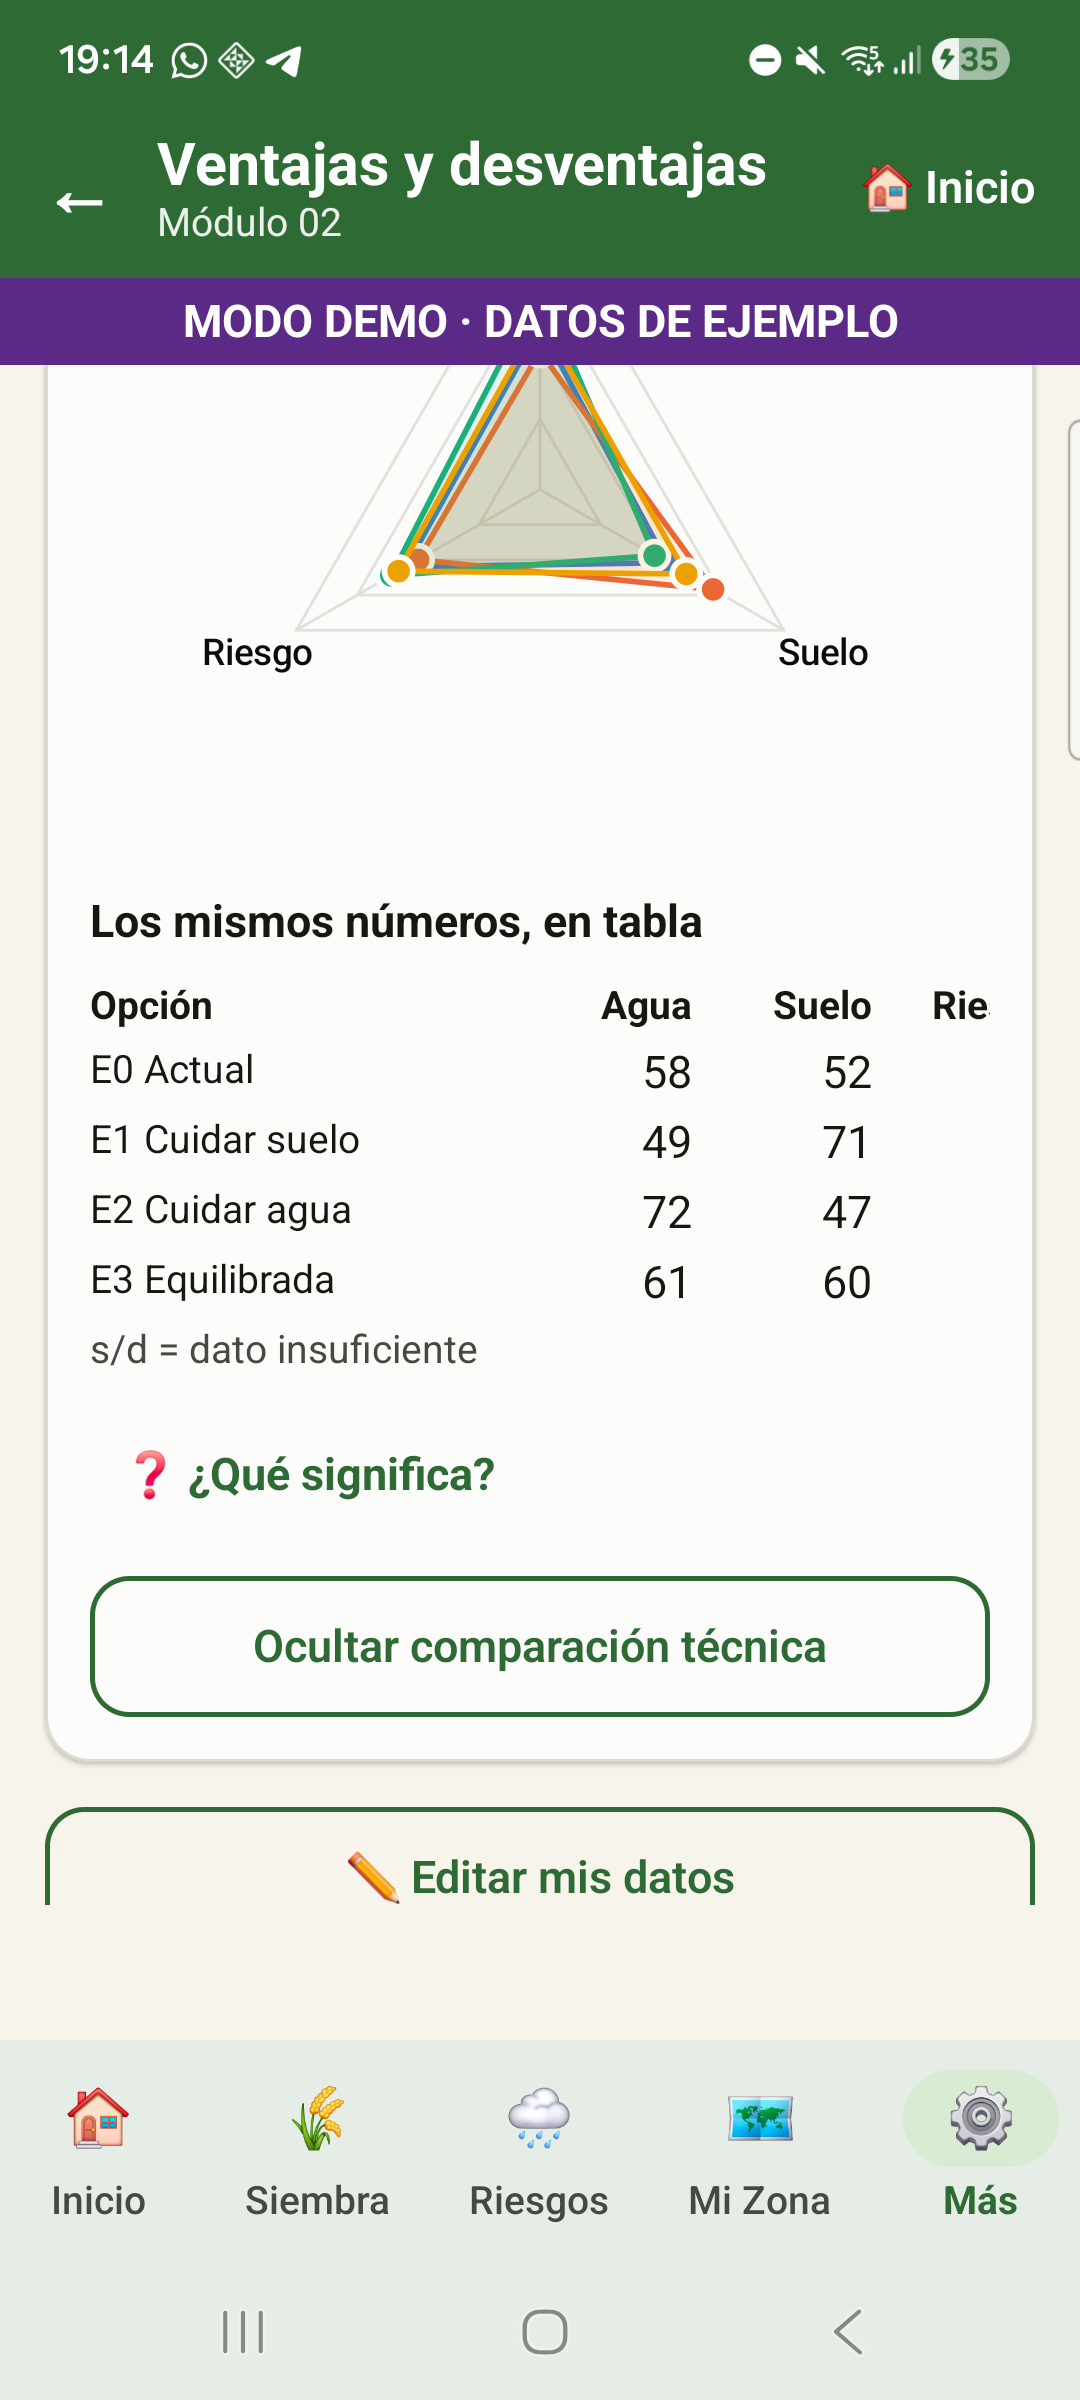 19:14
5
35
←
Ventajas y desventajas
Módulo 02
Inicio
MODO DEMO · DATOS DE EJEMPLO
Riesgo
Suelo
Los mismos números, en tabla
Opción Agua Suelo Rie
E0 Actual 58 52
E1 Cuidar suelo 49 71
E2 Cuidar agua 72 47
E3 Equilibrada 61 60
s/d = dato insuficiente
❓ ¿Qué significa?
Ocultar comparación técnica
Editar mis datos
Inicio Siembra Riesgos Mi Zona Más